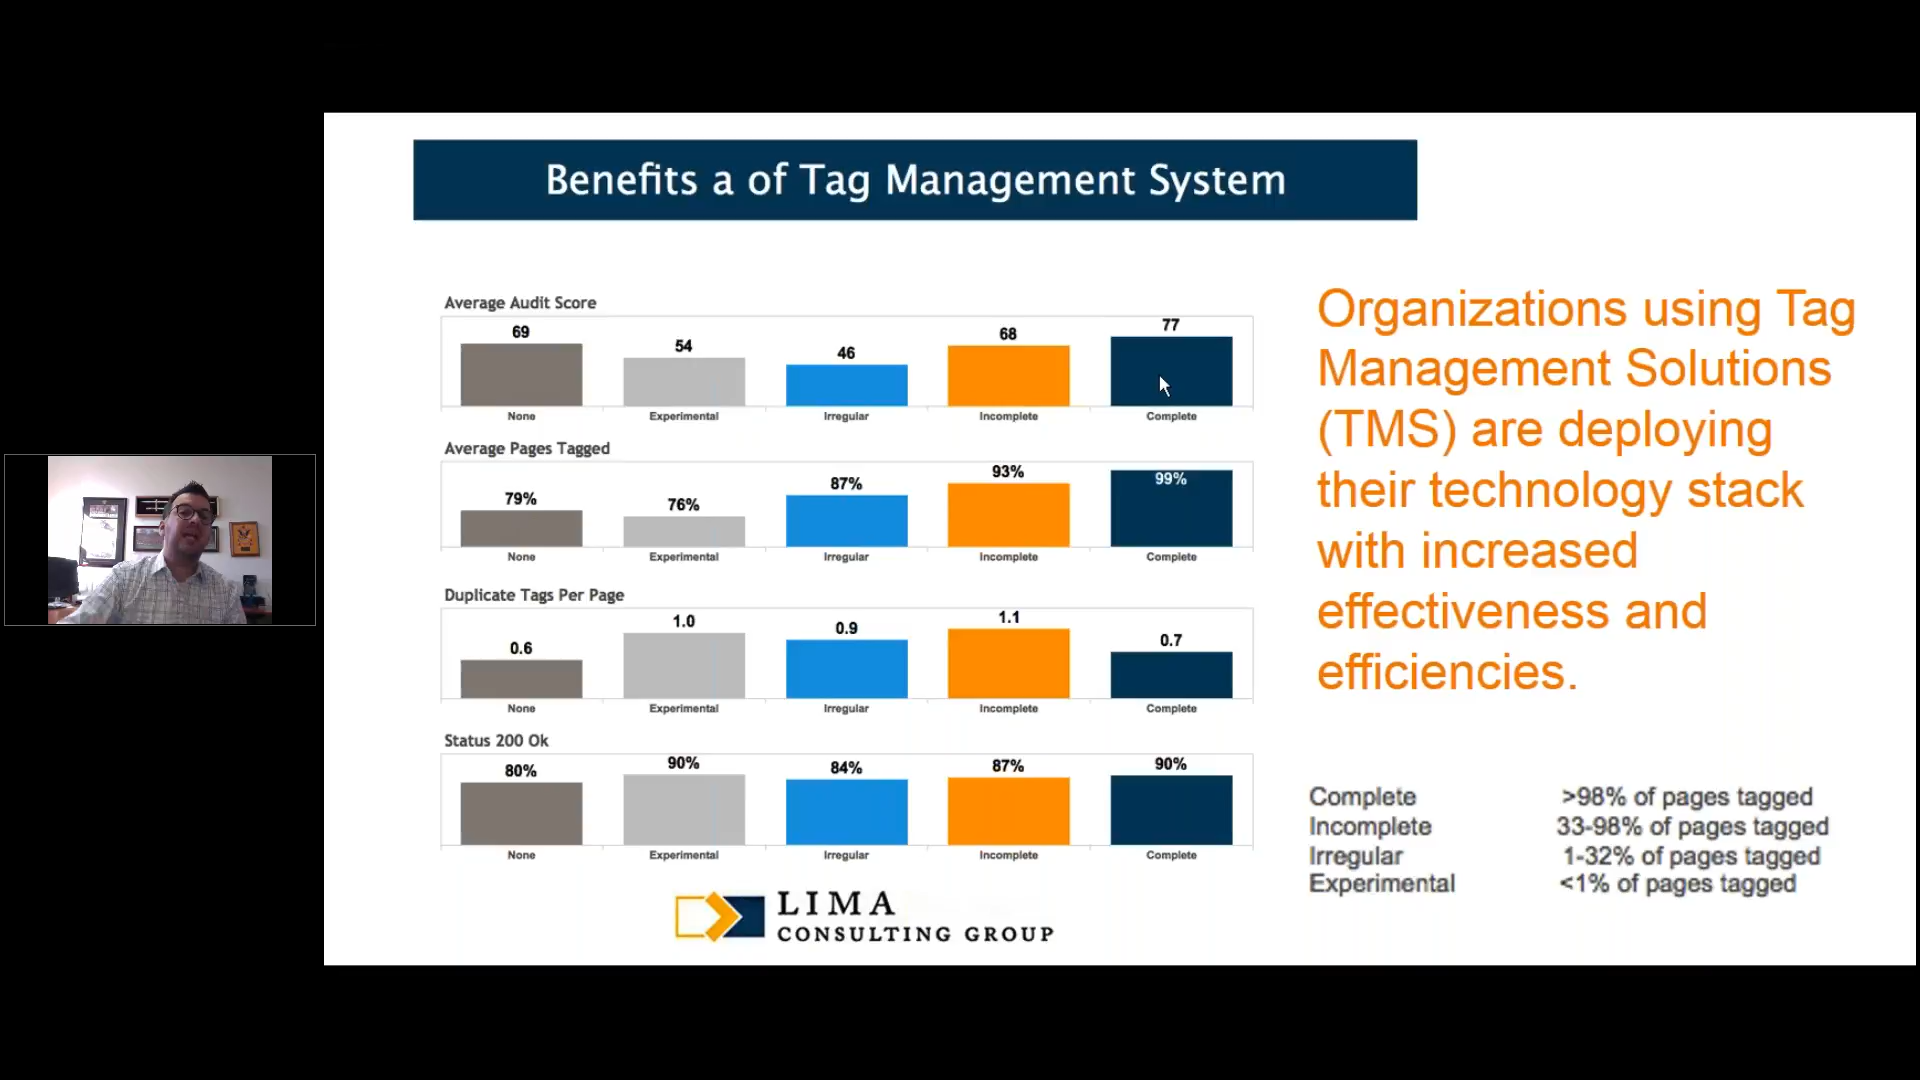 Benefits a of Tag Management System
Average Audit Score
69 54 46 68 77
None Experimental Irregular Incomplete Complete
Average Pages Tagged
79% 76% 87% 93% 99%
None Experimental Irregular Incomplete Complete
Duplicate Tags Per Page
0.6 1.0 0.9 1.1 0.7
None Experimental Irregular Incomplete Complete
Status 200 Ok
80% 90% 84% 87% 90%
None Experimental Irregular Incomplete Complete
LIMA
CONSULTING GROUP
Organizations using Tag
Management Solutions
(TMS) are deploying
their technology stack
with increased
effectiveness and
efficiencies.
Complete >98% of pages tagged
Incomplete 33-98% of pages tagged
Irregular 1-32% of pages tagged
Experimental <1% of pages tagged